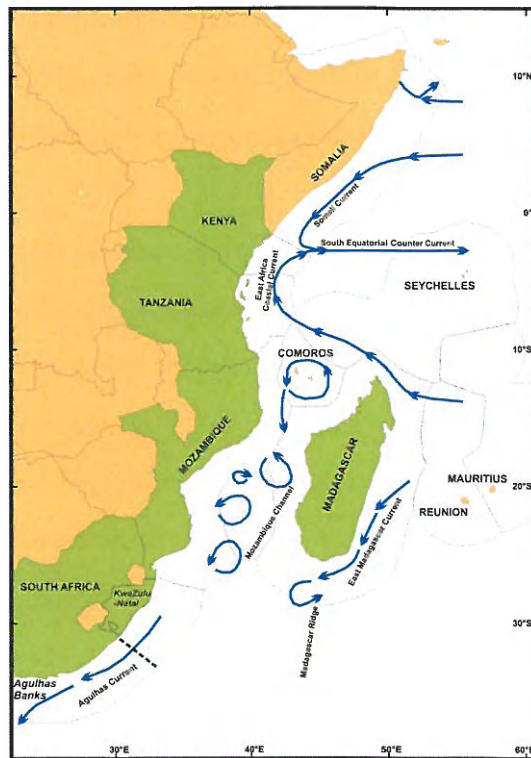 10°N
SOMALIA
Somali Current
0°
KENYA
South Equatorial Counter Current
East Africa
Coastal Current
SEYCHELLES
TANZANIA
10°S
COMOROS
MOZAMBIQUE
MADAGASCAR
MAURITIUS
20°S
REUNION
Mozambique Channel
East Madagascar Current
SOUTH AFRICA
KwaZulu
-Natal
30°S
Madagascar Ridge
Agulhas
Banks
Agulhas Current
30°E
40°E
50°E
60°E